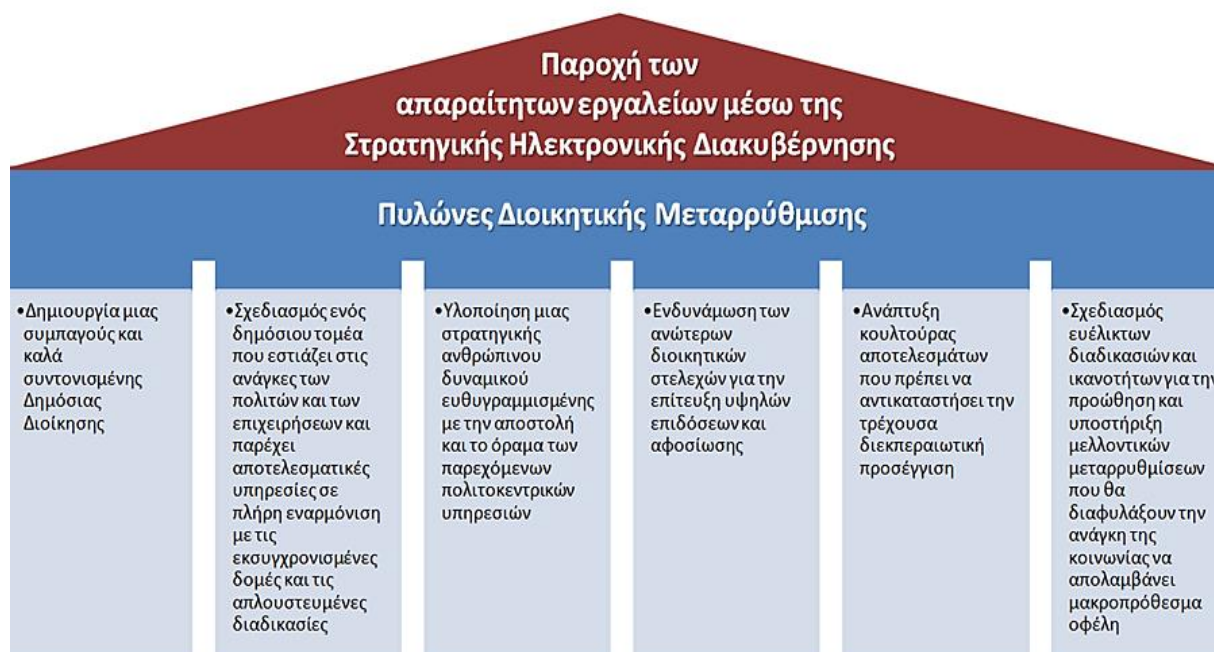 Παροχή των
απαραίτητων εργαλείων μέσω της
Στρατηγικής Ηλεκτρονικής Διακυβέρνησης
Πυλώνες Διοικητικής Μεταρρύθμισης
•Δημιουργία μιας
συμπαγούς και
καλά
συντονισμένης
Δημόσιας
Διοίκησης
•Σχεδιασμός ενός
δημόσιου τομέα
που εστιάζει στις
ανάγκες των
πολιτών και των
επιχειρήσεων και
παρέχει
αποτελεσματικές
υπηρεσίες σε
πλήρη εναρμόνιση
με τις
εκσυγχρονισμένες
δομές και τις
απλουστευμένες
διαδικασίες
•Υλοποίηση μιας
στρατηγικής
ανθρώπινου
δυναμικού
ευθυγραμμισμένης
με την αποστολή
και το όραμα των
παρεχόμενων
πολιτοκεντρικών
υπηρεσιών
•Ενδυνάμωση των
ανώτερων
διοικητικών
στελεχών για την
επίτευξη υψηλών
επιδόσεων και
αφοσίωσης
•Ανάπτυξη
κουλτούρας
αποτελεσμάτων
που πρέπει να
αντικαταστήσει την
τρέχουσα
διεκπεραιωτική
προσέγγιση
•Σχεδιασμός
ευέλικτων
διαδικασιών και
ικανοτήτων για την
προώθηση και
υποστήριξη
μελλοντικών
μεταρρυθμίσεων
που θα
διαφυλάξουν την
ανάγκη της
κοινωνίας να
απολαμβάνει
μακροπρόθεσμα
οφέλη